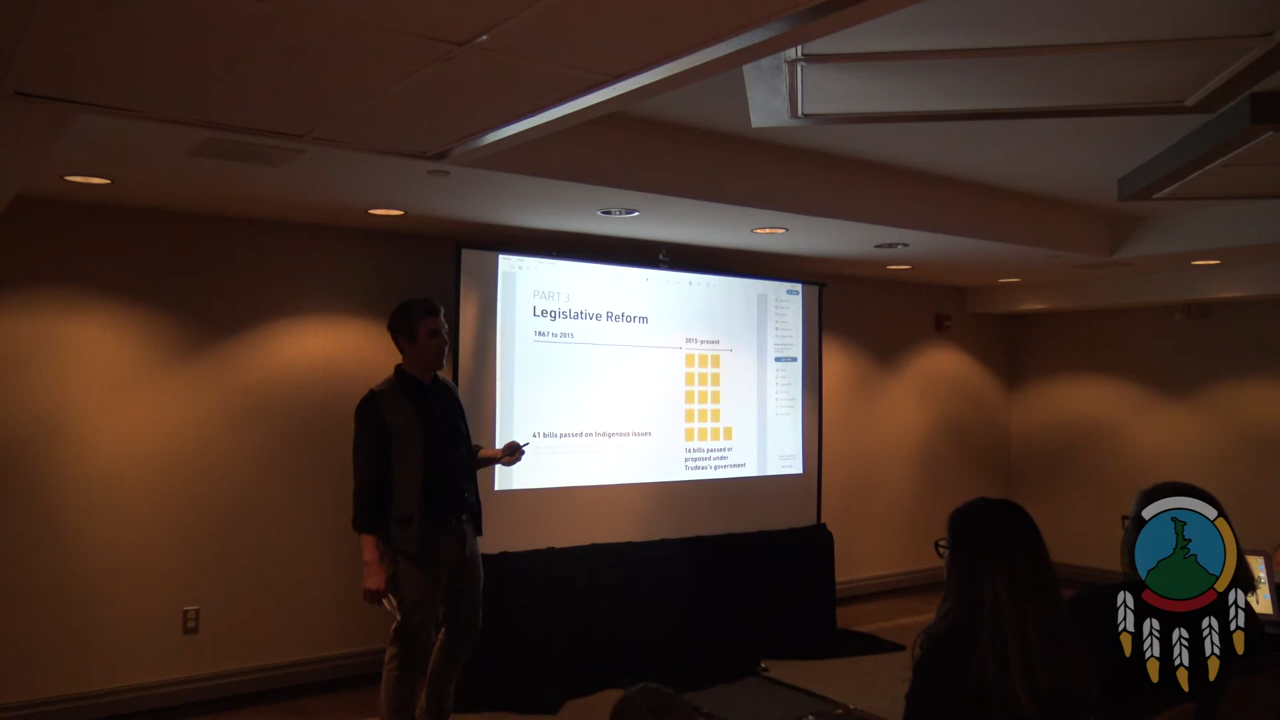 PART 3
Legislative Reform
1867 to 2015
2015-present
41 bills passed on Indigenous issues
16 bills passed or
proposed under
Trudeau's government